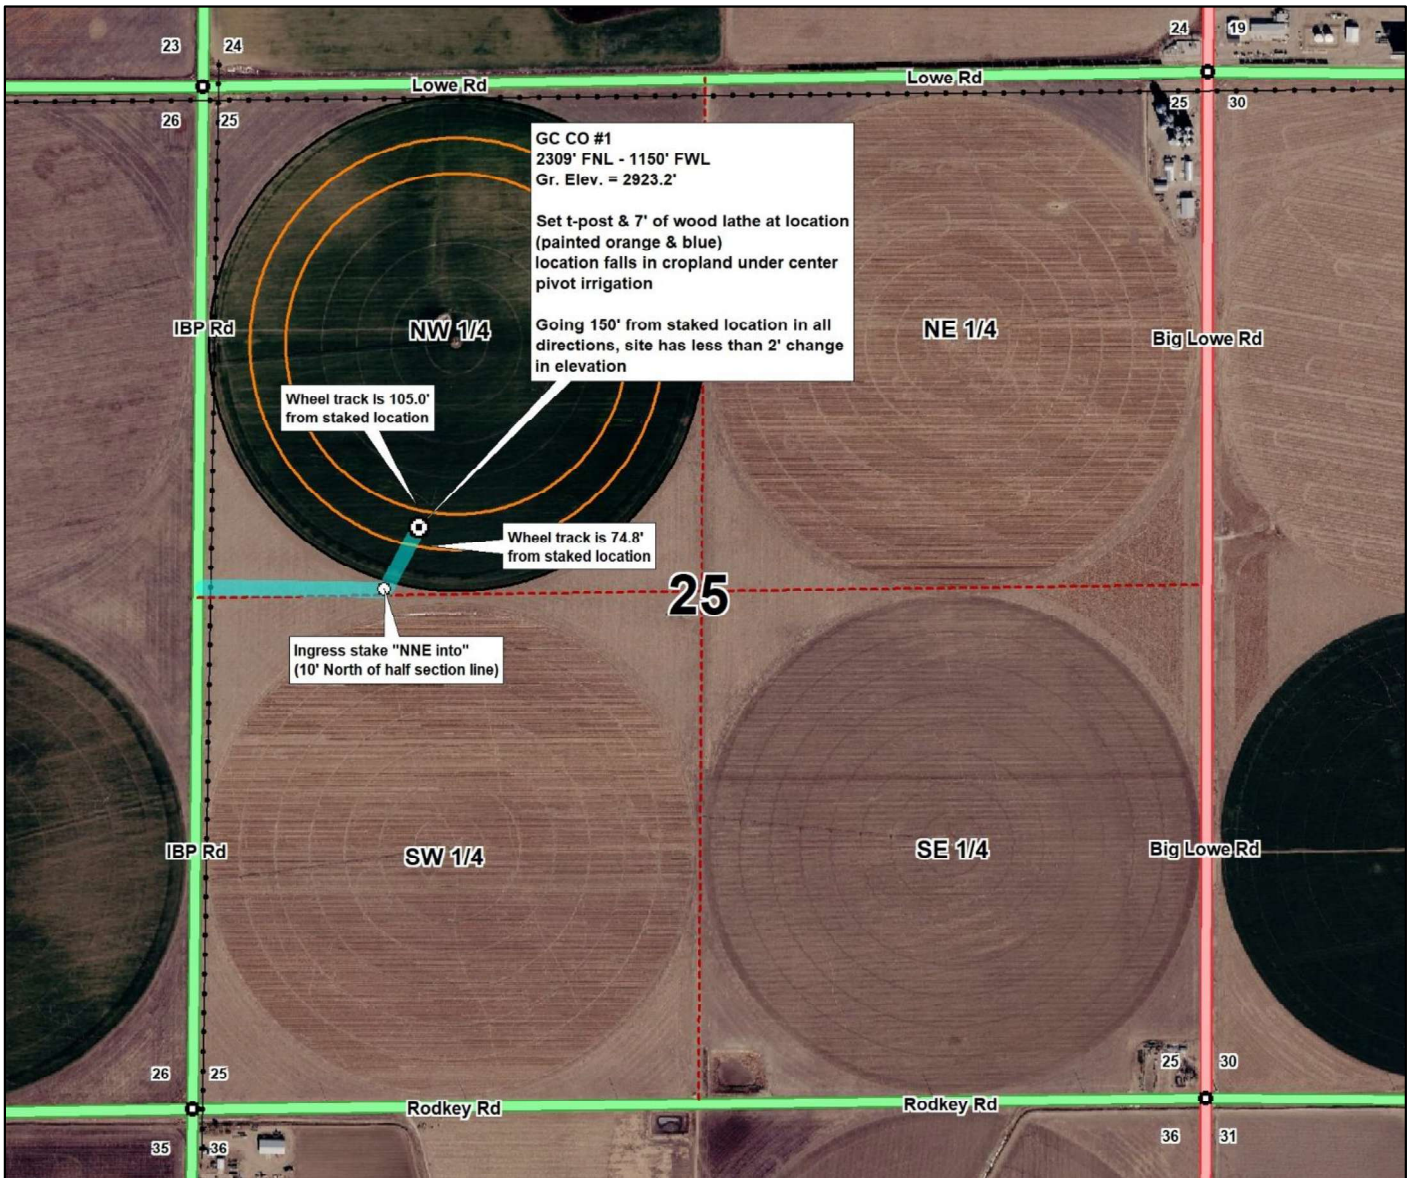 23
24
24
19
Lowe Rd
Lowe Rd
26
25
25
30
GC CO #1
2309' FNL - 1150' FWL
Gr. Elev. = 2923.2'
Set t-post & 7' of wood lathe at location
(painted orange & blue)
location falls in cropland under center
pivot irrigation
Going 150' from staked location in all
directions, site has less than 2' change
in elevation
IBP Rd
NW 1/4
NE 1/4
Big Lowe Rd
Wheel track is 105.0'
from staked location
Wheel track is 74.8'
from staked location
25
Ingress stake "NNE into"
(10' North of half section line)
IBP Rd
SW 1/4
SE 1/4
Big Lowe Rd
26
25
25
30
Rodkey Rd
Rodkey Rd
35
36
36
31